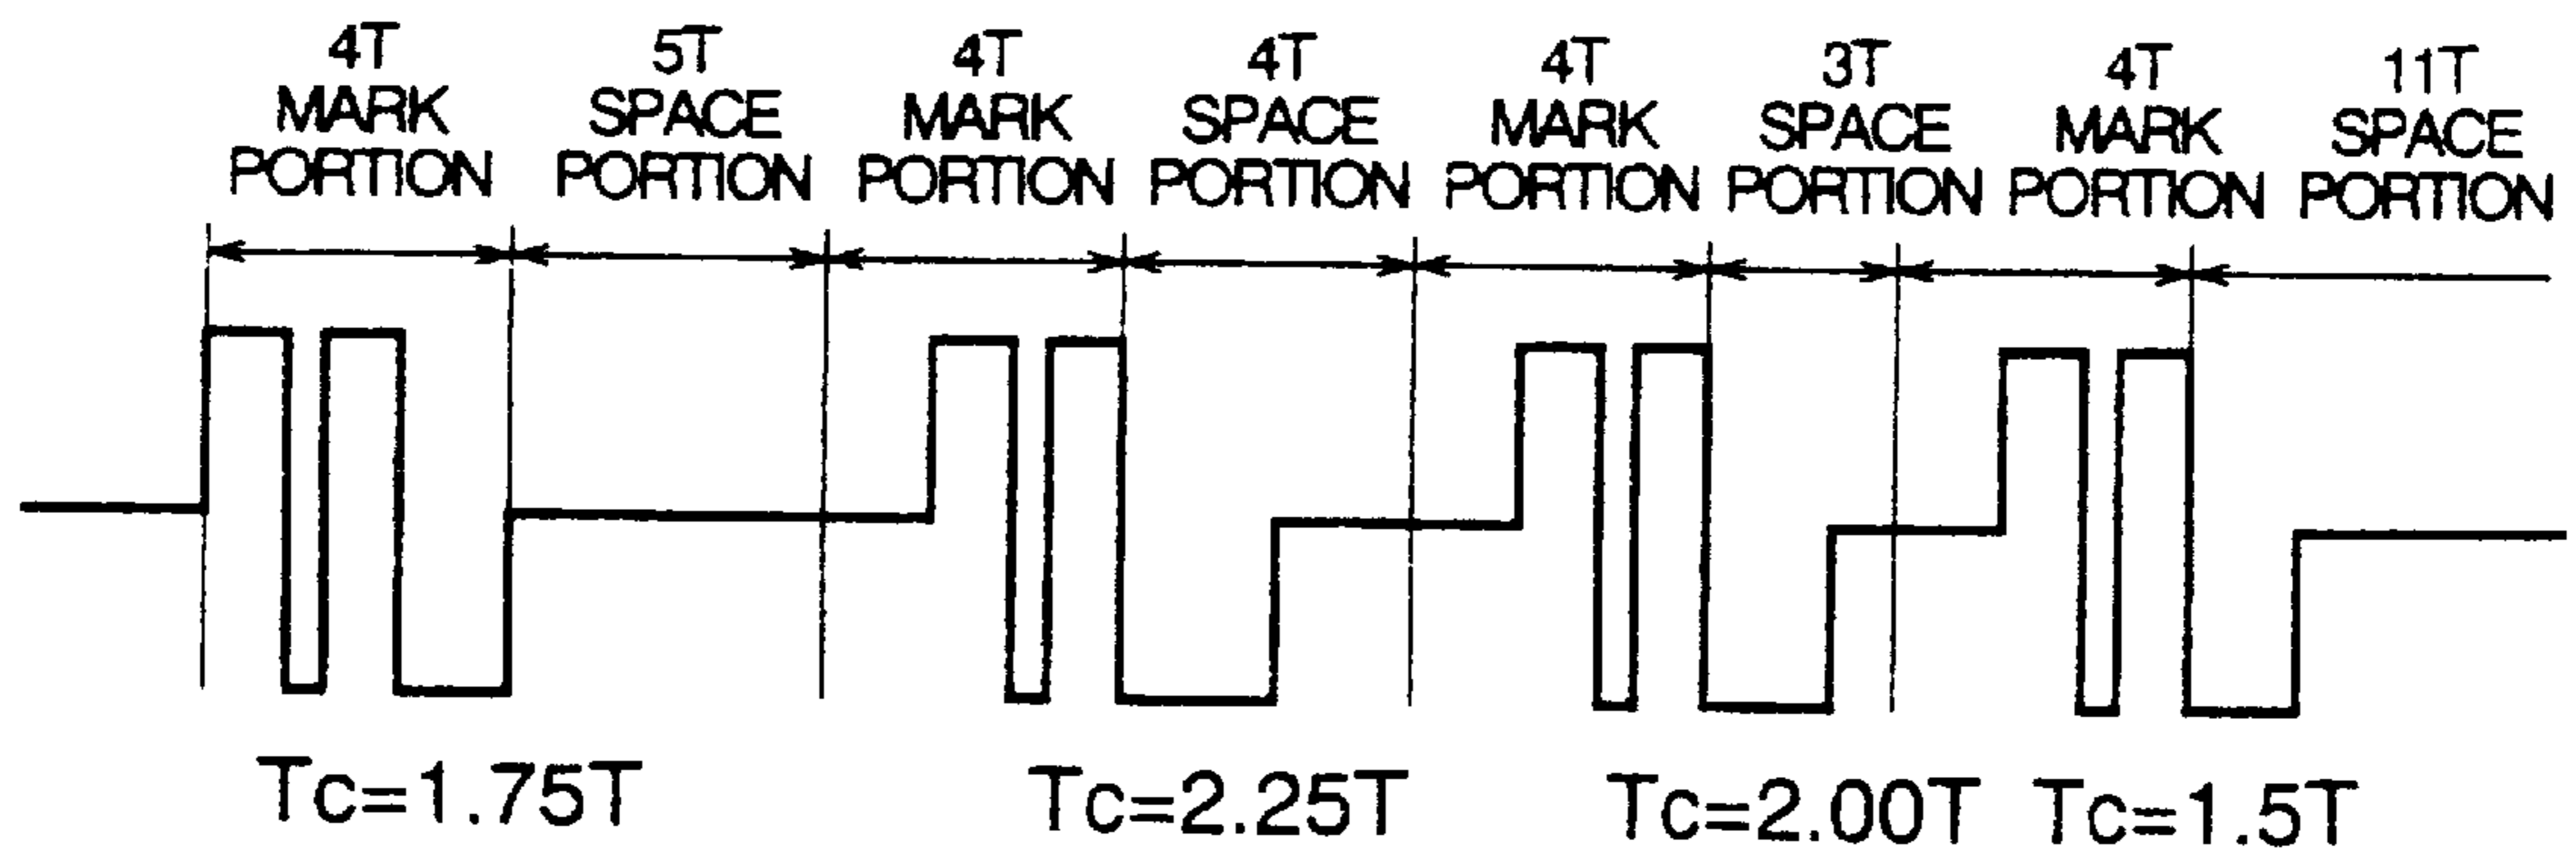 4T
MARK
PORTION
5T
SPACE
PORTION
4T
MARK
PORTION
4T
SPACE
PORTION
4T
MARK
PORTION
3T
SPACE
PORTION
4T
MARK
PORTION
11T
SPACE
PORTION
Tc=1.75T
Tc=2.25T
Tc=2.00T
Tc=1.5T